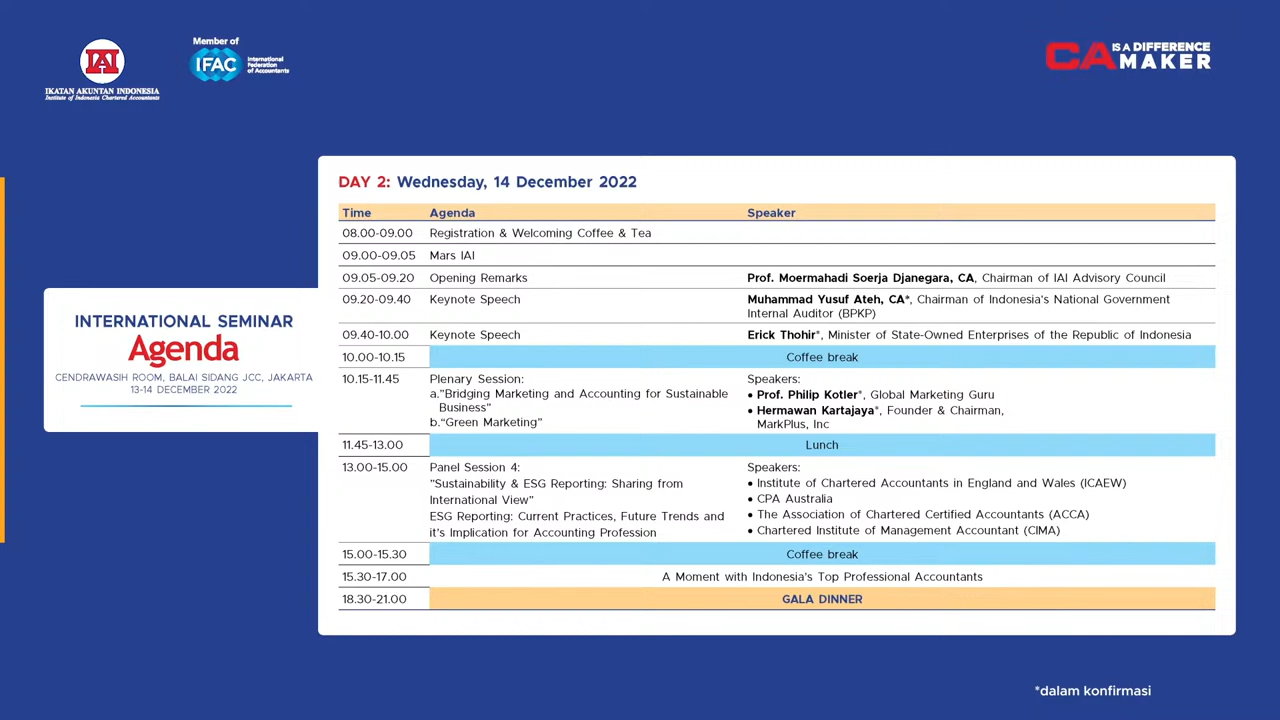 IAI
IKATAN AKUNTAN INDONESIA
Institute of Indonesia Chartered Accountants
Member of
IFAC
International
Federation
of Accountants
CA IS A DIFFERENCE
MAKER
INTERNATIONAL SEMINAR
Agenda
CENDRAWASIH ROOM, BALAI SIDANG JCC, JAKARTA
13-14 DECEMBER 2022
DAY 2: Wednesday, 14 December 2022
Time Agenda Speaker
08.00-09.00 Registration & Welcoming Coffee & Tea
09.00-09.05 Mars IAI
09.05-09.20 Opening Remarks Prof. Moermahadi Soerja Djanegara, CA, Chairman of IAI Advisory Council
09.20-09.40 Keynote Speech Muhammad Yusuf Ateh, CA*, Chairman of Indonesia's National Government
Internal Auditor (BPKP)
09.40-10.00 Keynote Speech Erick Thohir*, Minister of State-Owned Enterprises of the Republic of Indonesia
10.00-10.15 Coffee break
10.15-11.45 Plenary Session: Speakers:
a."Bridging Marketing and Accounting for Sustainable • Prof. Philip Kotler*, Global Marketing Guru
Business" • Hermawan Kartajaya*, Founder & Chairman,
b."Green Marketing" MarkPlus, Inc
11.45-13.00 Lunch
13.00-15.00 Panel Session 4: Speakers:
"Sustainability & ESG Reporting: Sharing from • Institute of Chartered Accountants in England and Wales (ICAEW)
International View" • CPA Australia
ESG Reporting: Current Practices, Future Trends and • The Association of Chartered Certified Accountants (ACCA)
it's Implication for Accounting Profession • Chartered Institute of Management Accountant (CIMA)
15.00-15.30 Coffee break
15.30-17.00 A Moment with Indonesia's Top Professional Accountants
18.30-21.00 GALA DINNER
*dalam konfirmasi